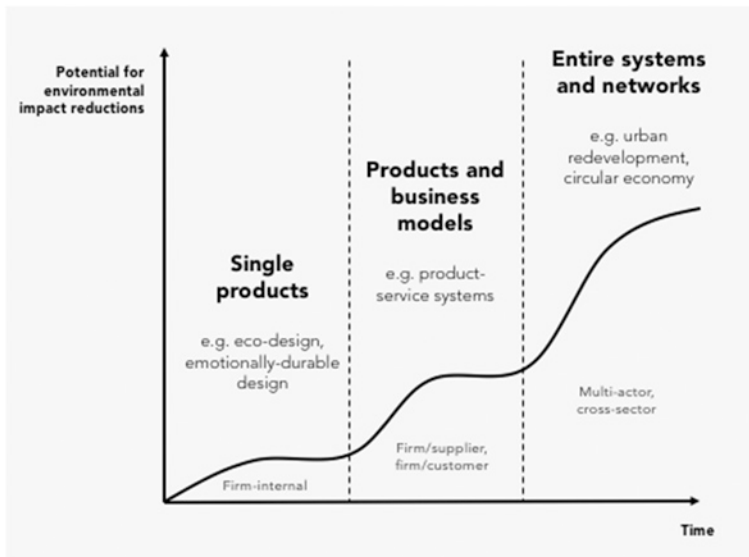 Potential for
environmental
impact reductions
Single
products
e.g. eco-design,
emotionally-durable
design
Firm-internal
Products and
business
models
e.g. product-
service systems
Firm/supplier,
firm/customer
Entire systems
and networks
e.g. urban
redevelopment,
circular economy
Multi-actor,
cross-sector
Time